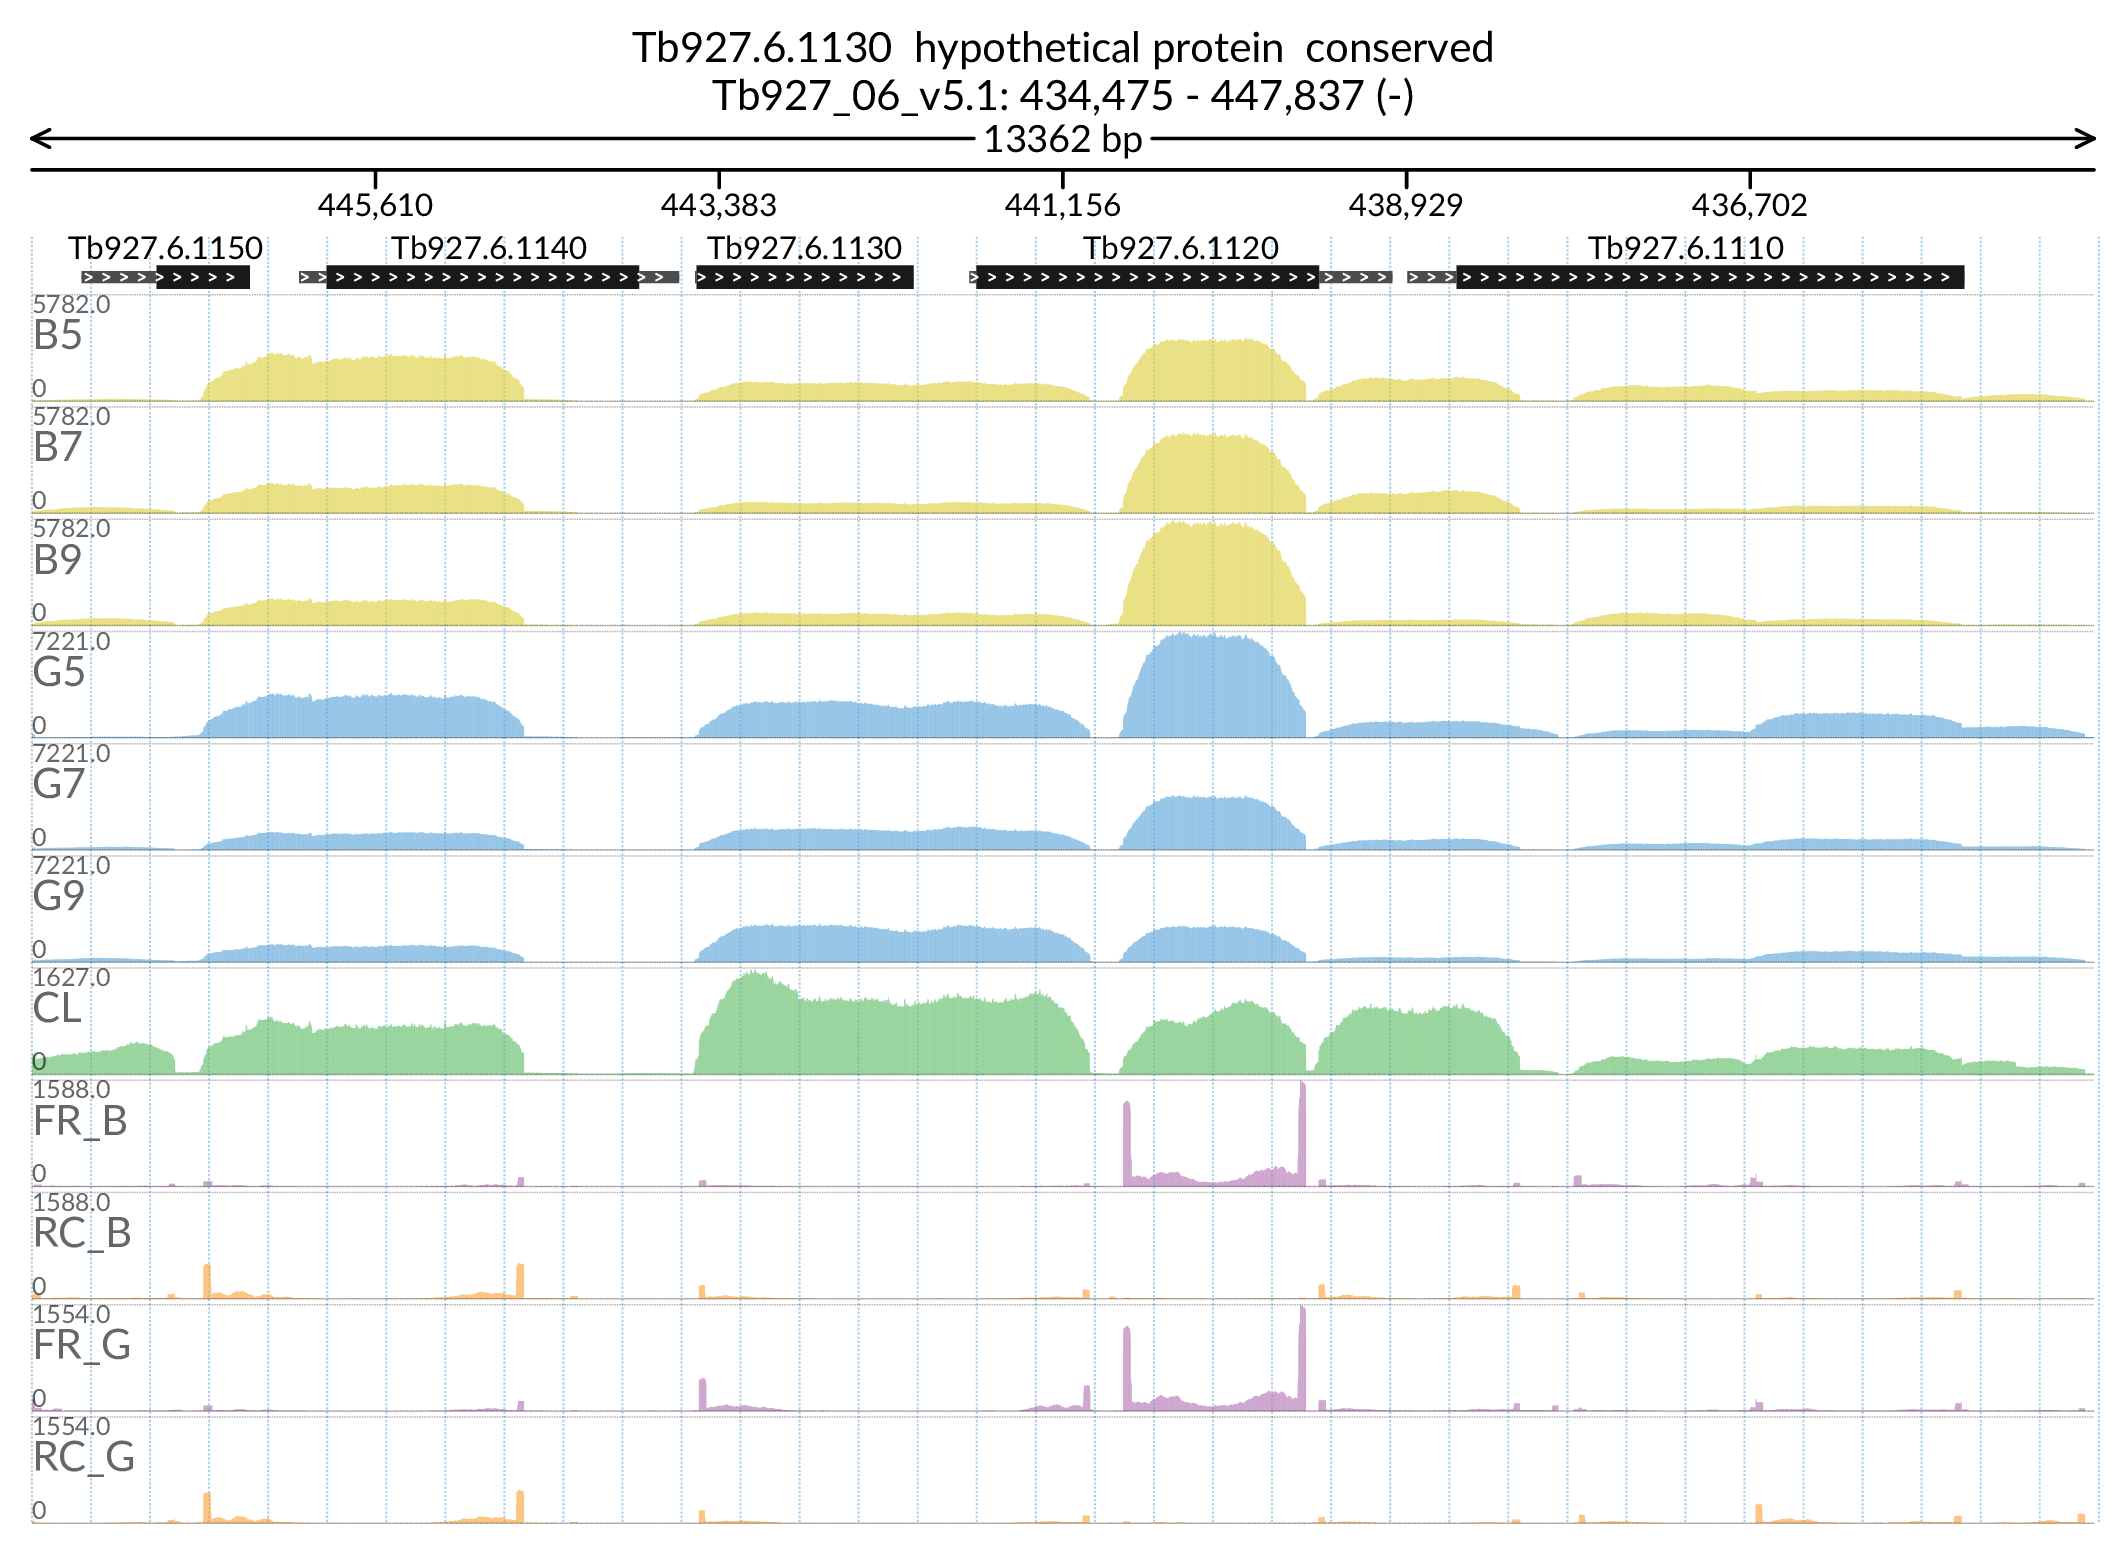 Tb927.6.1130  hypothetical protein  conserved
Tb927_06_v5.1: 434,475 - 447,837 (-)
13362 bp
445,610 443,383 441,156 438,929 436,702
Tb927.6.1150 Tb927.6.1140 Tb927.6.1130 Tb927.6.1120 Tb927.6.1110
5782.0
B5
0
5782.0
B7
0
5782.0
B9
0
7221.0
G5
0
7221.0
G7
0
7221.0
G9
0
1627.0
CL
0
1588.0
FR_B
0
1588.0
RC_B
0
1554.0
FR_G
0
1554.0
RC_G
0